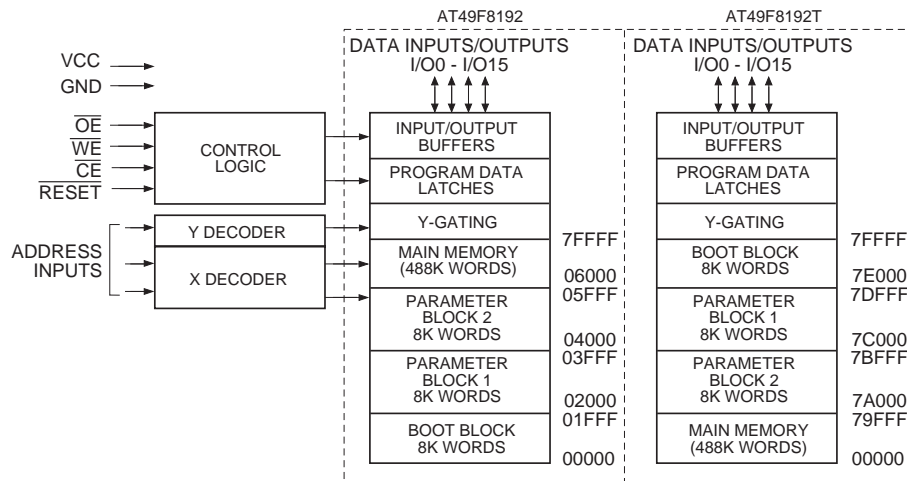 AT49F8192
AT49F8192T
DATA INPUTS/OUTPUTS
I/O0 - I/O15
DATA INPUTS/OUTPUTS
I/O0 - I/O15
VCC
GND
OE
WE
CE
RESET
ADDRESS
INPUTS
CONTROL
LOGIC
Y DECODER
X DECODER
INPUT/OUTPUT
BUFFERS
PROGRAM DATA
LATCHES
Y-GATING
MAIN MEMORY
(488K WORDS)
PARAMETER
BLOCK 2
8K WORDS
PARAMETER
BLOCK 1
8K WORDS
BOOT BLOCK
8K WORDS
7FFFF
06000
05FFF
04000
03FFF
02000
01FFF
00000
INPUT/OUTPUT
BUFFERS
PROGRAM DATA
LATCHES
Y-GATING
BOOT BLOCK
8K WORDS
PARAMETER
BLOCK 1
8K WORDS
PARAMETER
BLOCK 2
8K WORDS
MAIN MEMORY
(488K WORDS)
7FFFF
7E000
7DFFF
7C000
7BFFF
7A000
79FFF
00000